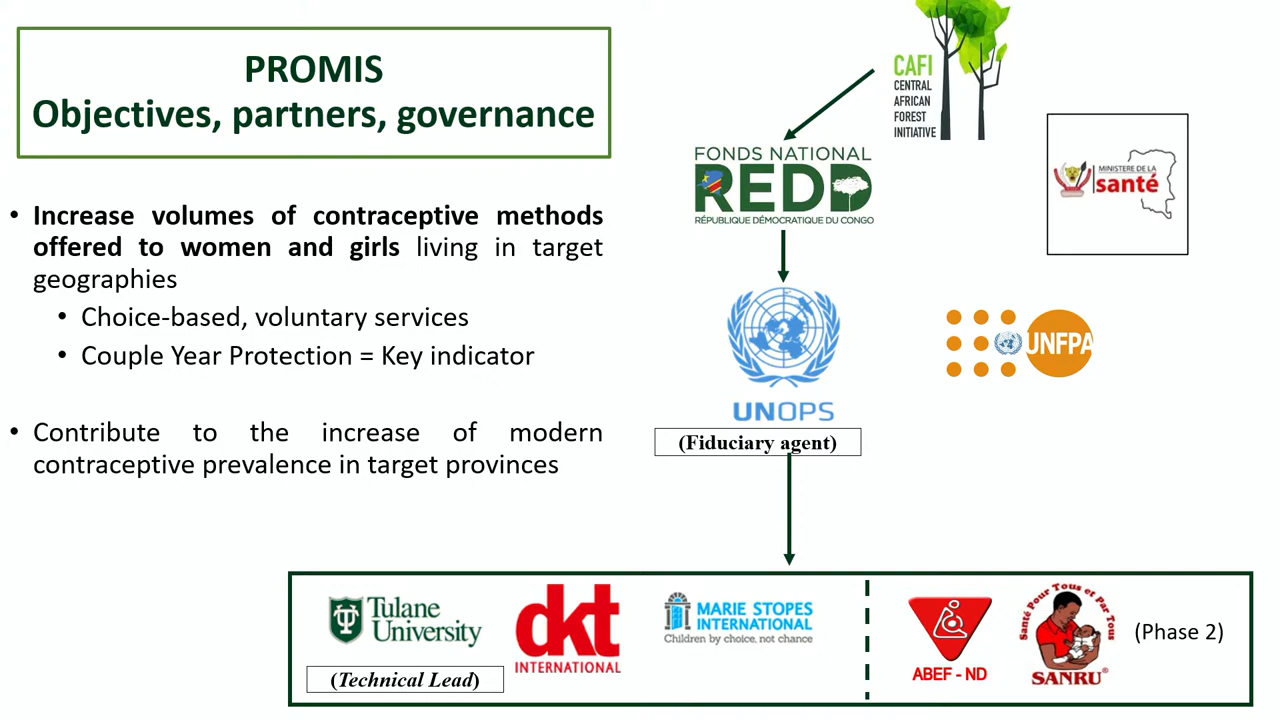 PROMIS
Objectives, partners, governance
• Increase volumes of contraceptive methods
offered to women and girls living in target
geographies
• Choice-based, voluntary services
• Couple Year Protection = Key indicator
• Contribute to the increase of modern
contraceptive prevalence in target provinces
CAFI
CENTRAL
AFRICAN
FOREST
INITIATIVE
FONDS NATIONAL
REDD
RÉPUBLIQUE DÉMOCRATIQUE DU CONGO
MINISTERE DE LA
santé
UNFPA
UNOPS
(Fiduciary agent)
Tulane
University
(Technical Lead)
dkt
INTERNATIONAL
MARIE STOPES
INTERNATIONAL
Children by choice, not chance
ABEF - ND
Santé Pour Tous et Par Tous
SANRU®
(Phase 2)